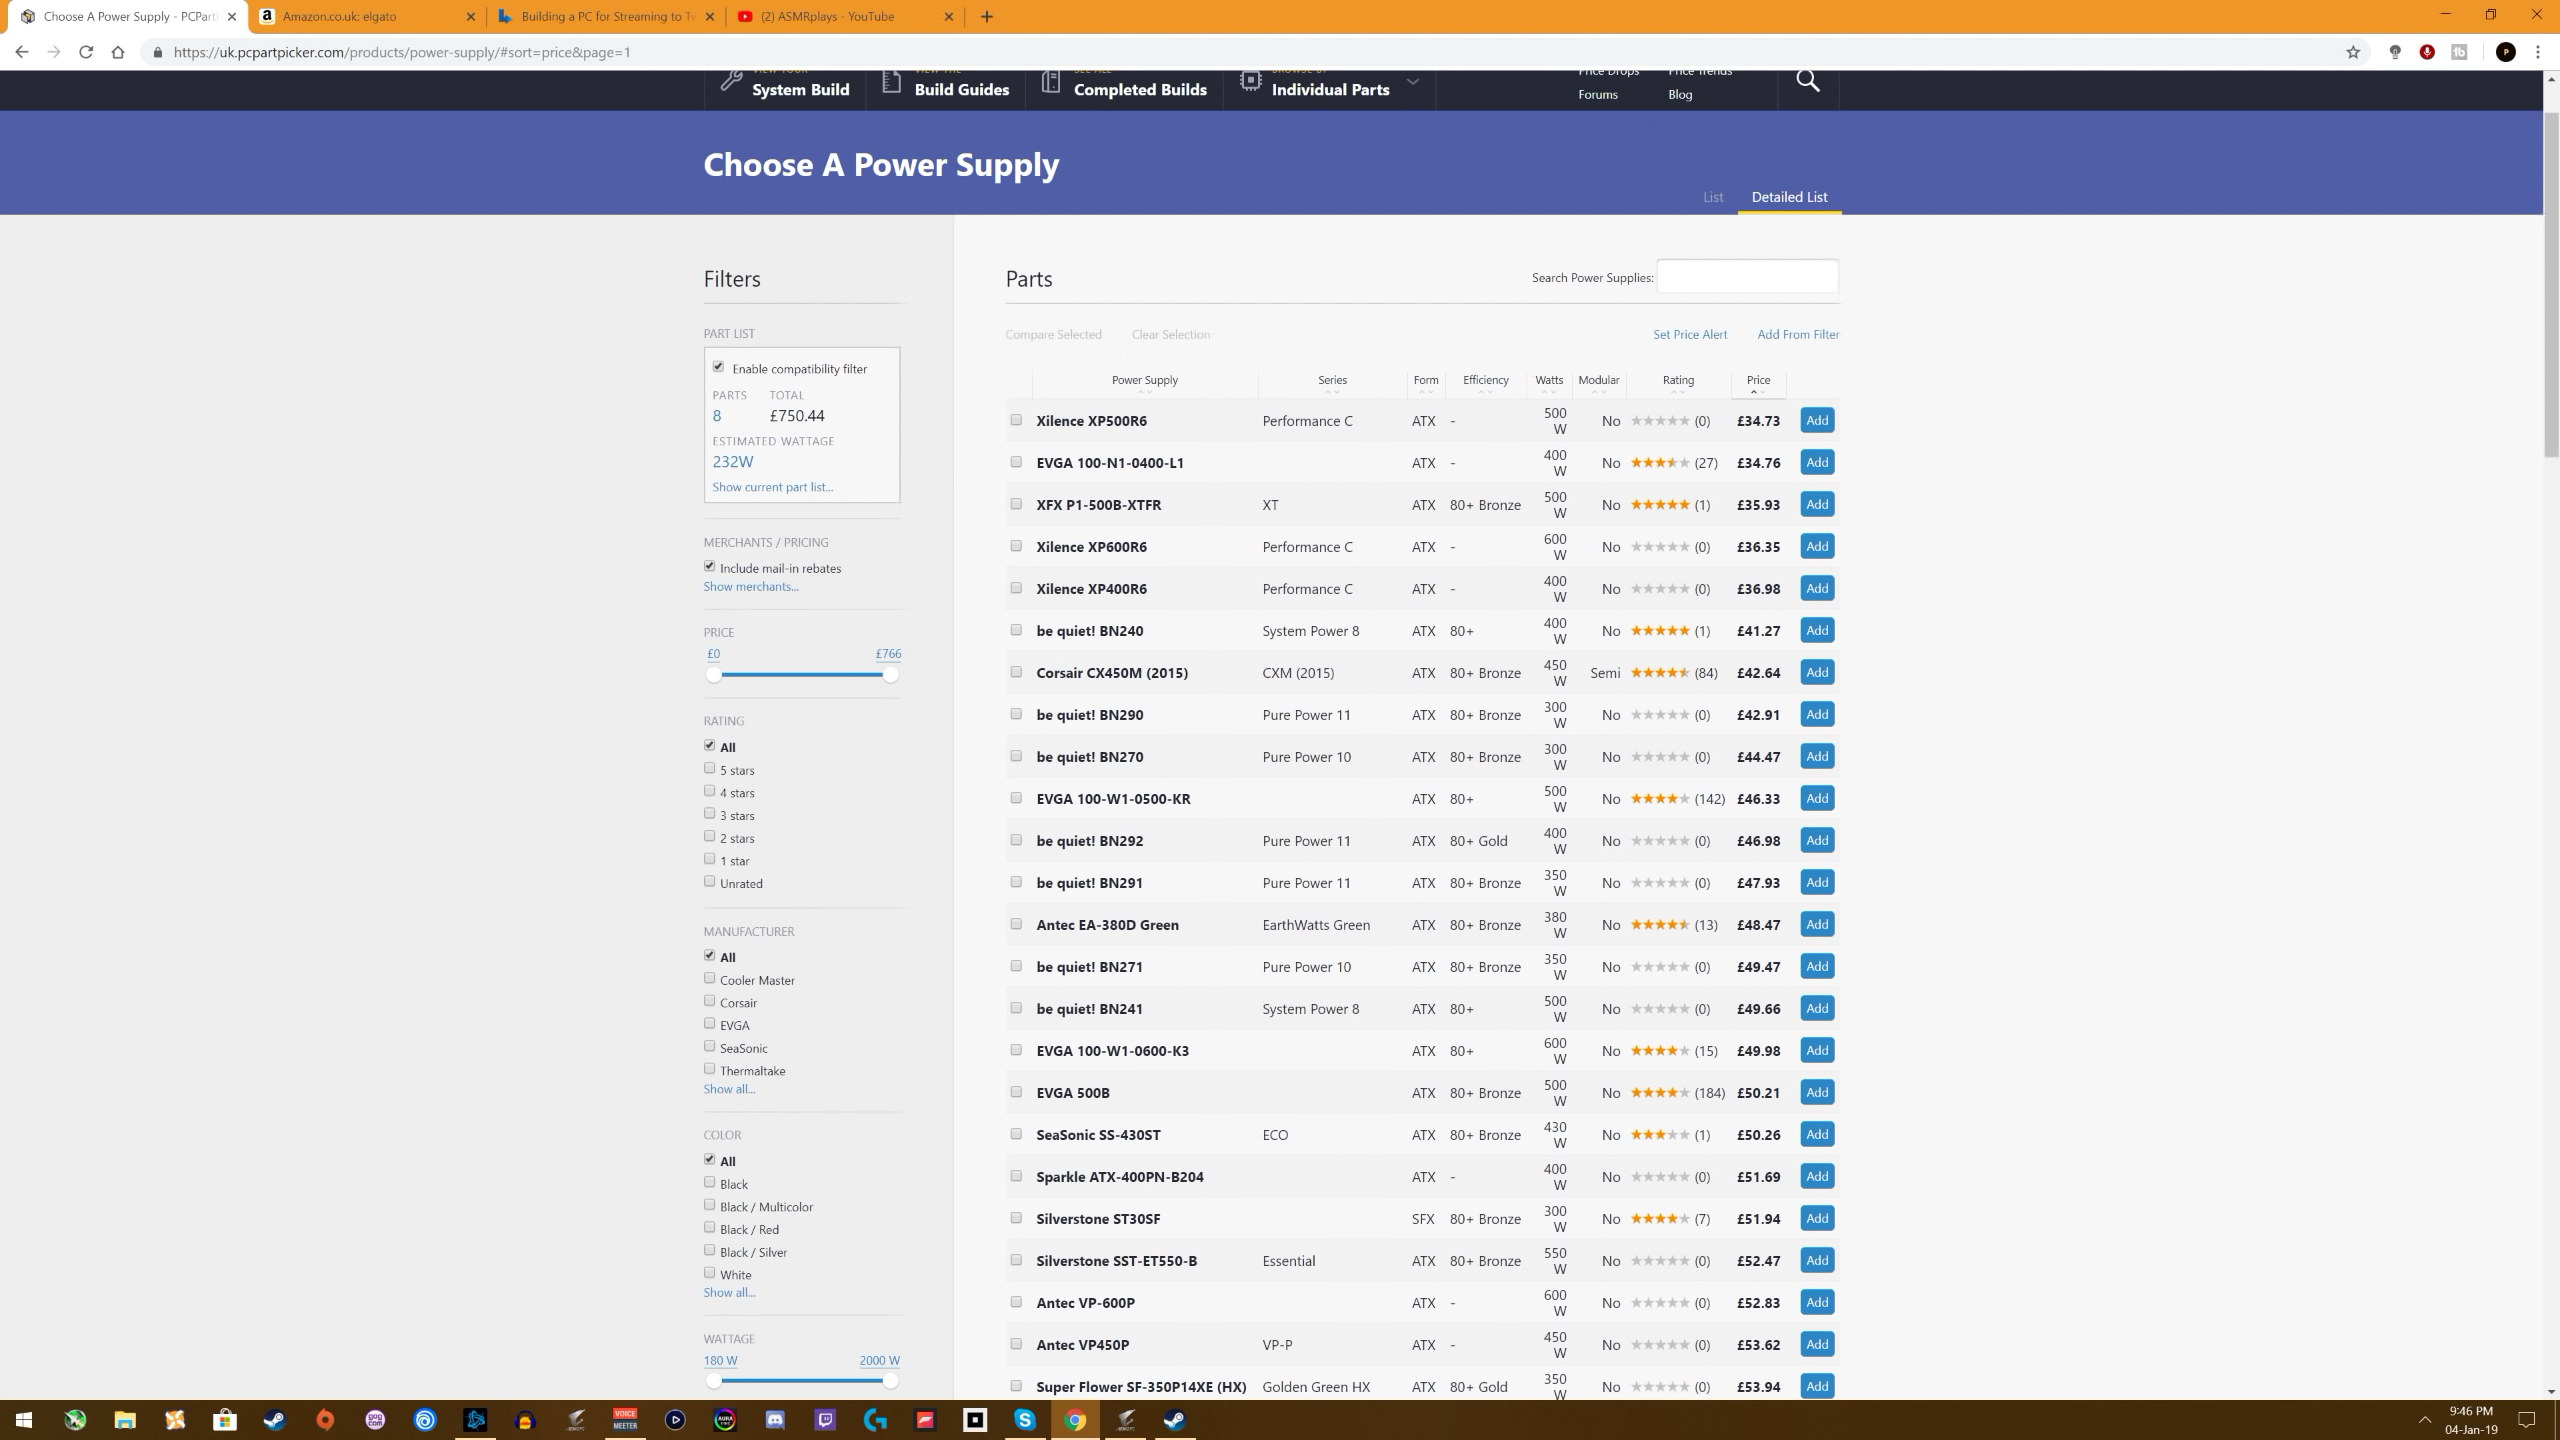 Choose A Power Supply - PCPart
Amazon.co.uk: elgato
Building a PC for Streaming to Tw
(2) ASMRplays - YouTube
https://uk.pcpartpicker.com/products/power-supply/#sort=price&page=1
System Build
Build Guides
Completed Builds
Individual Parts
Price Drops
Price Trends
Forums
Blog
Choose A Power Supply
List
Detailed List
Filters
PART LIST
Enable compatibility filter
PARTS TOTAL
8 £750.44
ESTIMATED WATTAGE
232W
Show current part list...
MERCHANTS / PRICING
Include mail-in rebates
Show merchants...
PRICE
£0 £766
RATING
All
5 stars
4 stars
3 stars
2 stars
1 star
Unrated
MANUFACTURER
All
Cooler Master
Corsair
EVGA
SeaSonic
Thermaltake
Show all...
COLOR
All
Black
Black / Multicolor
Black / Red
Black / Silver
White
Show all...
WATTAGE
180 W 2000 W
Parts
Search Power Supplies:
Compare Selected Clear Selection Set Price Alert Add From Filter
Power Supply Series Form Efficiency Watts Modular Rating Price
Xilence XP500R6 Performance C ATX - 500 W No (0) £34.73 Add
EVGA 100-N1-0400-L1 ATX - 400 W No (27) £34.76 Add
XFX P1-500B-XTFR XT ATX 80+ Bronze 500 W No (1) £35.93 Add
Xilence XP600R6 Performance C ATX - 600 W No (0) £36.35 Add
Xilence XP400R6 Performance C ATX - 400 W No (0) £36.98 Add
be quiet! BN240 System Power 8 ATX 80+ 400 W No (1) £41.27 Add
Corsair CX450M (2015) CXM (2015) ATX 80+ Bronze 450 W Semi (84) £42.64 Add
be quiet! BN290 Pure Power 11 ATX 80+ Bronze 300 W No (0) £42.91 Add
be quiet! BN270 Pure Power 10 ATX 80+ Bronze 300 W No (0) £44.47 Add
EVGA 100-W1-0500-KR ATX 80+ 500 W No (142) £46.33 Add
be quiet! BN292 Pure Power 11 ATX 80+ Gold 400 W No (0) £46.98 Add
be quiet! BN291 Pure Power 11 ATX 80+ Bronze 350 W No (0) £47.93 Add
Antec EA-380D Green EarthWatts Green ATX 80+ Bronze 380 W No (13) £48.47 Add
be quiet! BN271 Pure Power 10 ATX 80+ Bronze 350 W No (0) £49.47 Add
be quiet! BN241 System Power 8 ATX 80+ 500 W No (0) £49.66 Add
EVGA 100-W1-0600-K3 ATX 80+ 600 W No (15) £49.98 Add
EVGA 500B ATX 80+ Bronze 500 W No (184) £50.21 Add
SeaSonic SS-430ST ECO ATX 80+ Bronze 430 W No (1) £50.26 Add
Sparkle ATX-400PN-B204 ATX - 400 W No (0) £51.69 Add
Silverstone ST30SF SFX 80+ Bronze 300 W No (7) £51.94 Add
Silverstone SST-ET550-B Essential ATX 80+ Bronze 550 W No (0) £52.47 Add
Antec VP-600P ATX - 600 W No (0) £52.83 Add
Antec VP450P VP-P ATX - 450 W No (0) £53.62 Add
Super Flower SF-350P14XE (HX) Golden Green HX ATX 80+ Gold 350 W No (0) £53.94 Add
VOICE
MEETER
AURA
9:46 PM
04-Jan-19